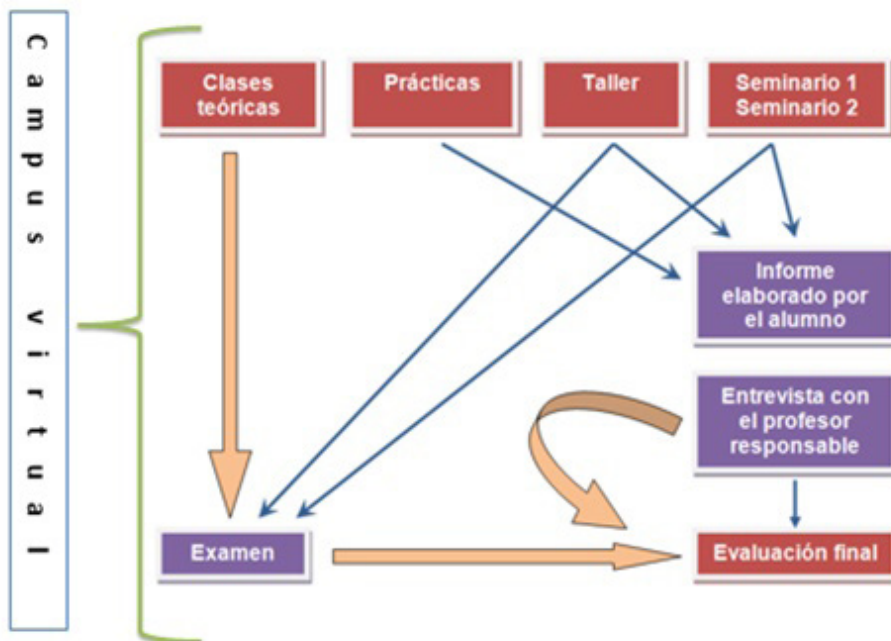 Campus virtual
Clases
teóricas
Prácticas
Taller
Seminario 1
Seminario 2
Informe
elaborado por
el alumno
Entrevista con
el profesor
responsable
Examen
Evaluación final